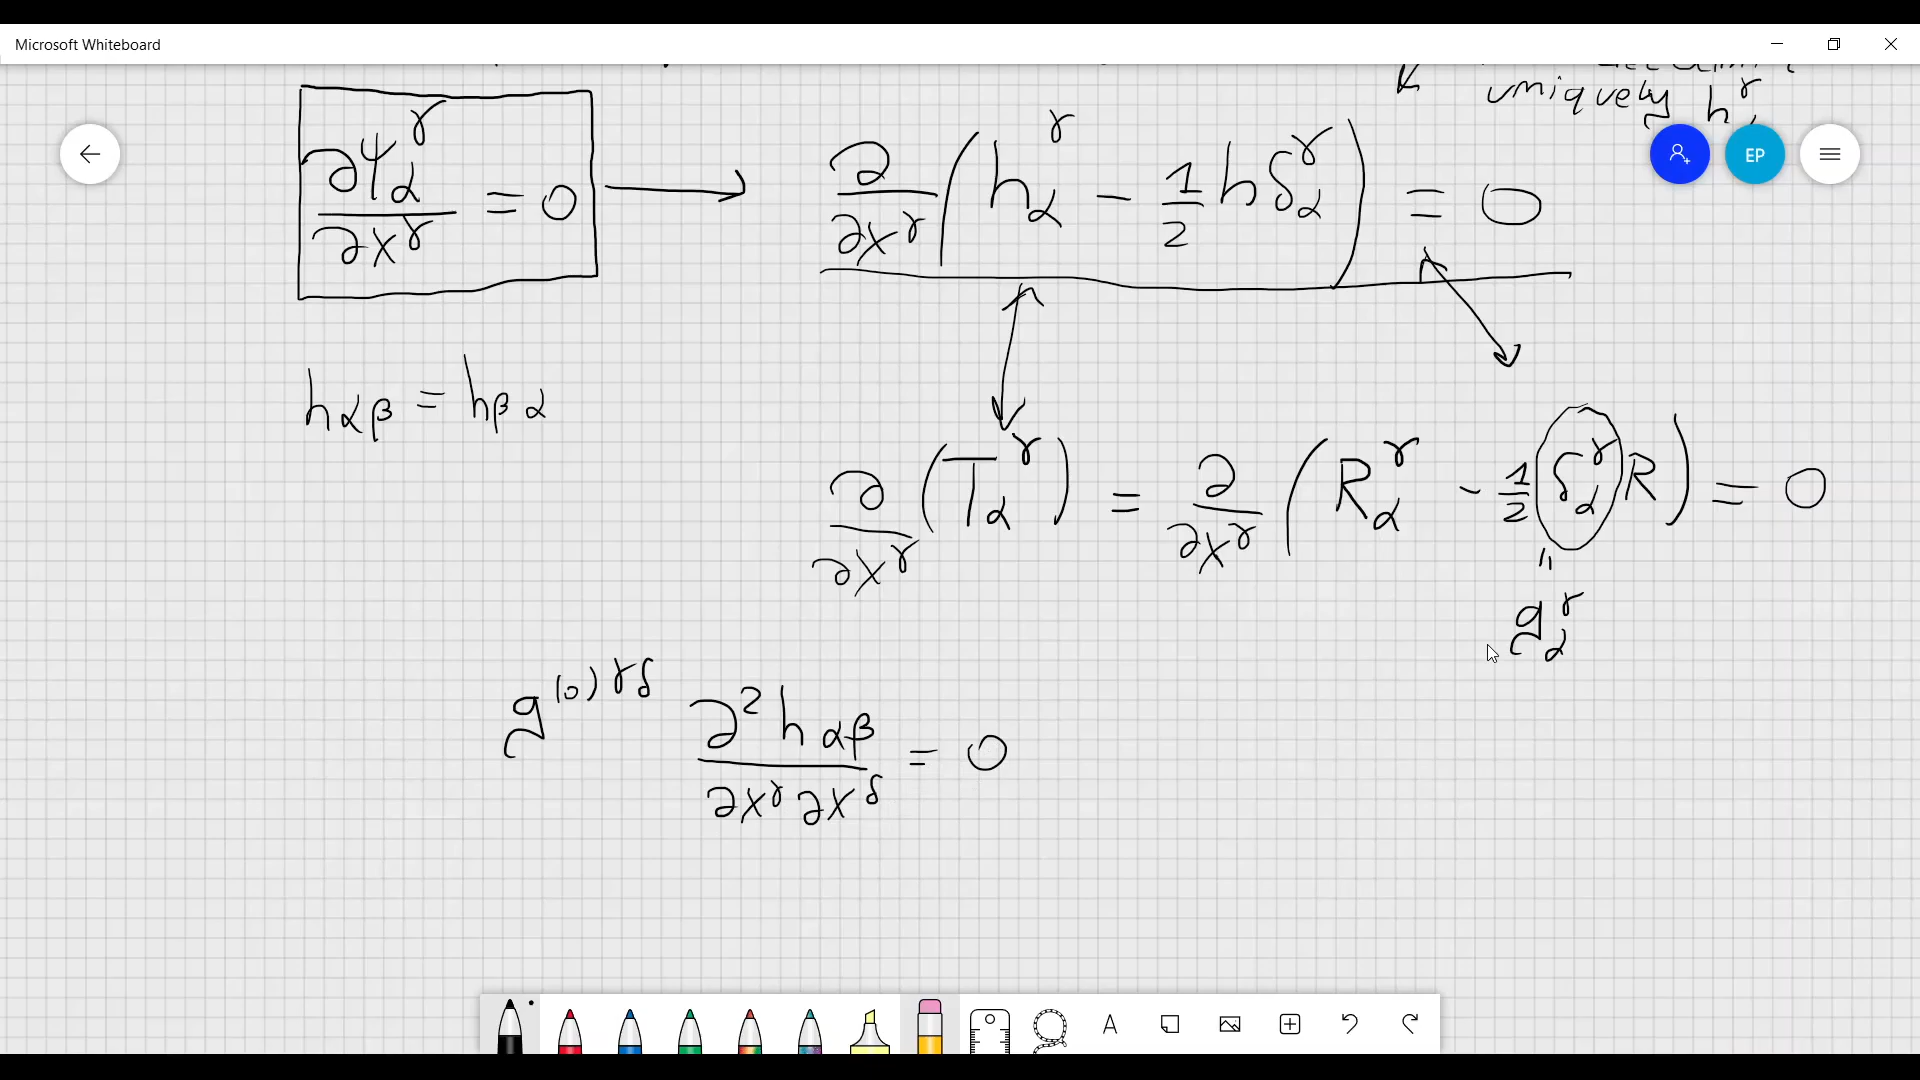 Microsoft Whiteboard
uniquely h^γ
EP
∂ψ_α^γ / ∂x^γ = 0 → ∂/∂x^γ (h_α^γ - 1/2 h δ_α^γ) = 0
h_αβ = h_βα
∂/∂x^γ (T_α^γ) = ∂/∂x^γ (R_α^γ - 1/2 δ_α^γ R) = 0
"
g_α^γ
g^(0)γδ ∂²h_αβ / ∂x^γ ∂x^δ = 0
A